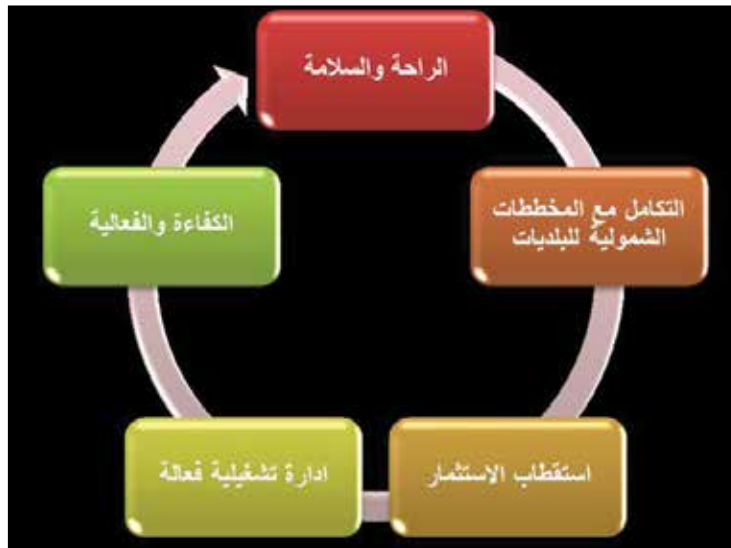 الراحة والسلامة
التكامل مع المخططات
الشمولية للبلديات
استقطاب الاستثمار
ادارة تشغيلية فعالة
الكفاءة والفعالية